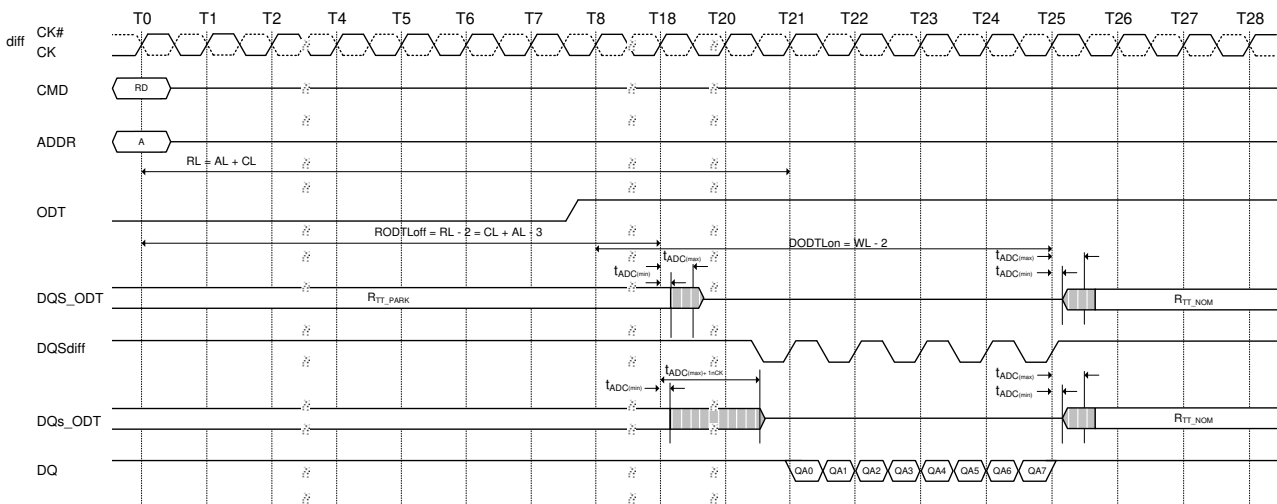 T0 T1 T2 T4 T5 T6 T7 T8 T18 T20 T21 T22 T23 T24 T25 T26 T27 T28
diff
CK#
CK
CMD RD
ADDR A
RL = AL + CL
ODT
RODTLoff = RL - 2 = CL + AL - 3
DODTLon = WL - 2
tADC(max) tADC(max)
tADC(min) tADC(min)
DQS_ODT RTT_PARK RTT_NOM
DQSdiff
tADC(max)+ 1nCK tADC(max)
tADC(min) tADC(min)
DQs_ODT RTT_NOM
DQ QA0 QA1 QA2 QA3 QA4 QA5 QA6 QA7